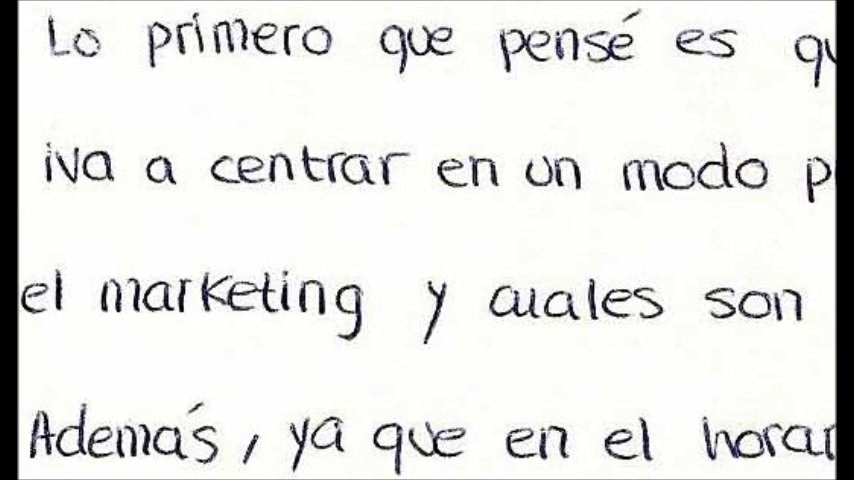 Lo primero que pensé es
iva a centrar en un modo
el marketing y cuales son
Además, ya que en el